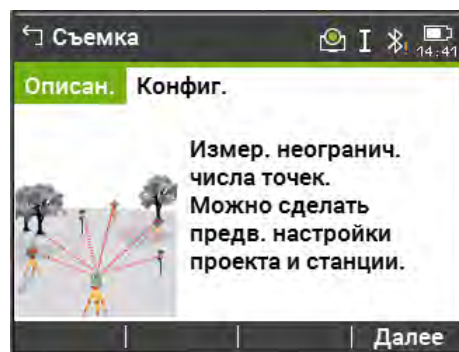 Съемка
I
14:41
Описан. Конфиг.
Измер. неогранич.
числа точек.
Можно сделать
предв. настройки
проекта и станции.
Далее